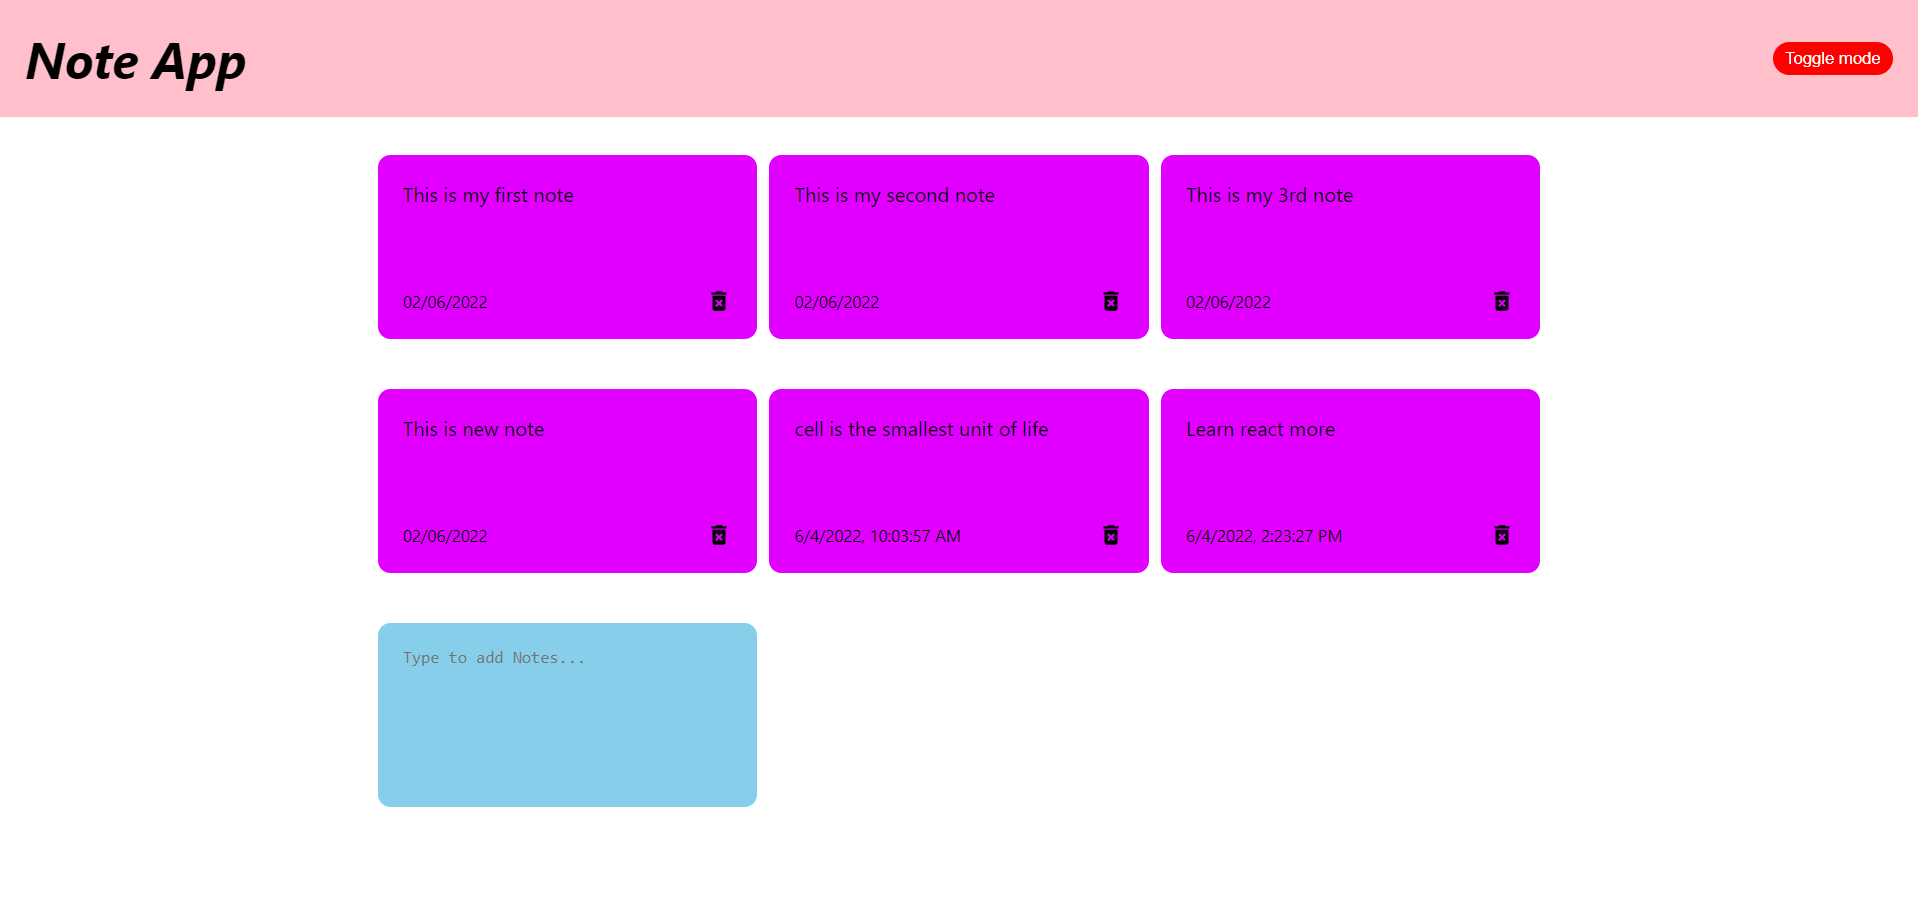 Note App
Toggle mode
This is my first note
02/06/2022
This is my second note
02/06/2022
This is my 3rd note
02/06/2022
This is new note
02/06/2022
cell is the smallest unit of life
6/4/2022, 10:03:57 AM
Learn react more
6/4/2022, 2:23:27 PM
Type to add Notes...